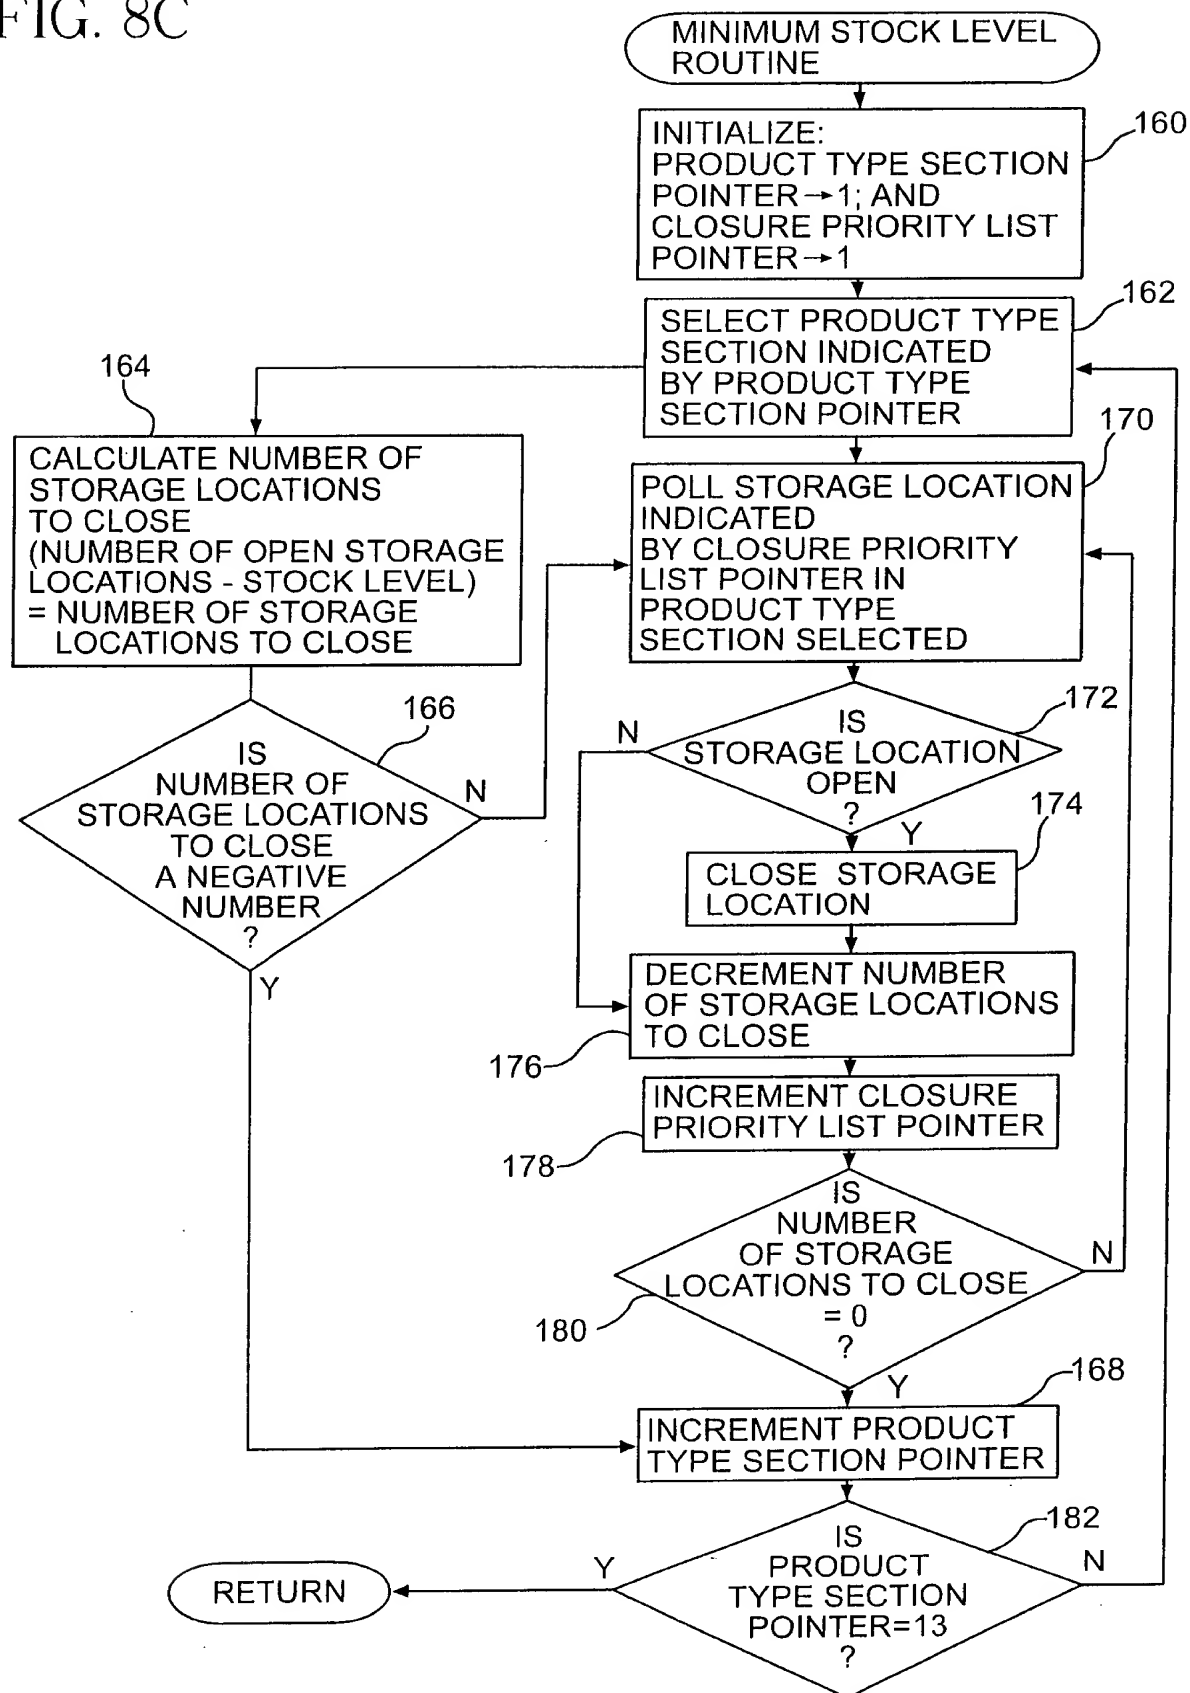 FIG. 8C
MINIMUM STOCK LEVEL
ROUTINE
INITIALIZE:
PRODUCT TYPE SECTION
POINTER→1; AND
CLOSURE PRIORITY LIST
POINTER→1
160
SELECT PRODUCT TYPE
SECTION INDICATED
BY PRODUCT TYPE
SECTION POINTER
162
164
CALCULATE NUMBER OF
STORAGE LOCATIONS
TO CLOSE
(NUMBER OF OPEN STORAGE
LOCATIONS - STOCK LEVEL)
= NUMBER OF STORAGE
LOCATIONS TO CLOSE
170
POLL STORAGE LOCATION
INDICATED
BY CLOSURE PRIORITY
LIST POINTER IN
PRODUCT TYPE
SECTION SELECTED
166
IS
NUMBER OF
STORAGE LOCATIONS
TO CLOSE
A NEGATIVE
NUMBER
?
N
Y
172
IS
STORAGE LOCATION
OPEN
?
N
Y
174
CLOSE STORAGE
LOCATION
DECREMENT NUMBER
OF STORAGE LOCATIONS
TO CLOSE
176
INCREMENT CLOSURE
PRIORITY LIST POINTER
178
IS
NUMBER
OF STORAGE
LOCATIONS TO CLOSE
= 0
?
N
180
Y
168
INCREMENT PRODUCT
TYPE SECTION POINTER
182
IS
PRODUCT
TYPE SECTION
POINTER=13
?
Y
N
RETURN